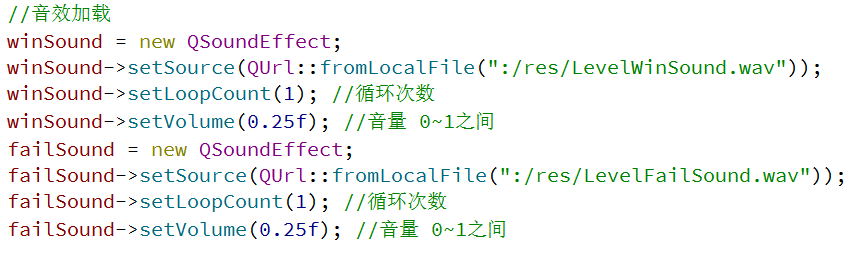 //音效加载
winSound = new QSoundEffect;
winSound->setSource(QUrl::fromLocalFile(":/res/LevelWinSound.wav"));
winSound->setLoopCount(1); //循环次数
winSound->setVolume(0.25f); //音量 0~1之间
failSound = new QSoundEffect;
failSound->setSource(QUrl::fromLocalFile(":/res/LevelFailSound.wav"));
failSound->setLoopCount(1); //循环次数
failSound->setVolume(0.25f); //音量 0~1之间